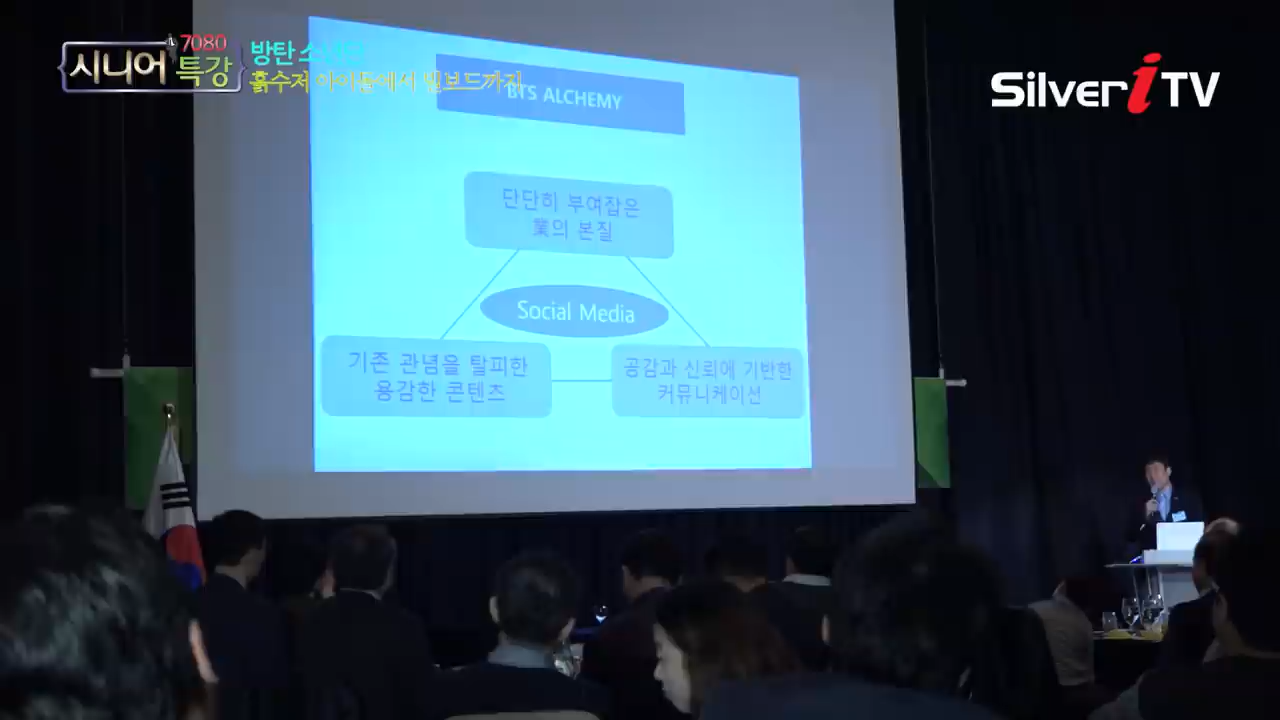 7080
시니어 특강
방탄 소년단
흙수저 아이돌에서 빌보드까지
Silver i TV
BTS ALCHEMY
단단히 부여잡은
業의 본질
Social Media
기존 관념을 탈피한
용감한 콘텐츠
공감과 신뢰에 기반한
커뮤니케이션